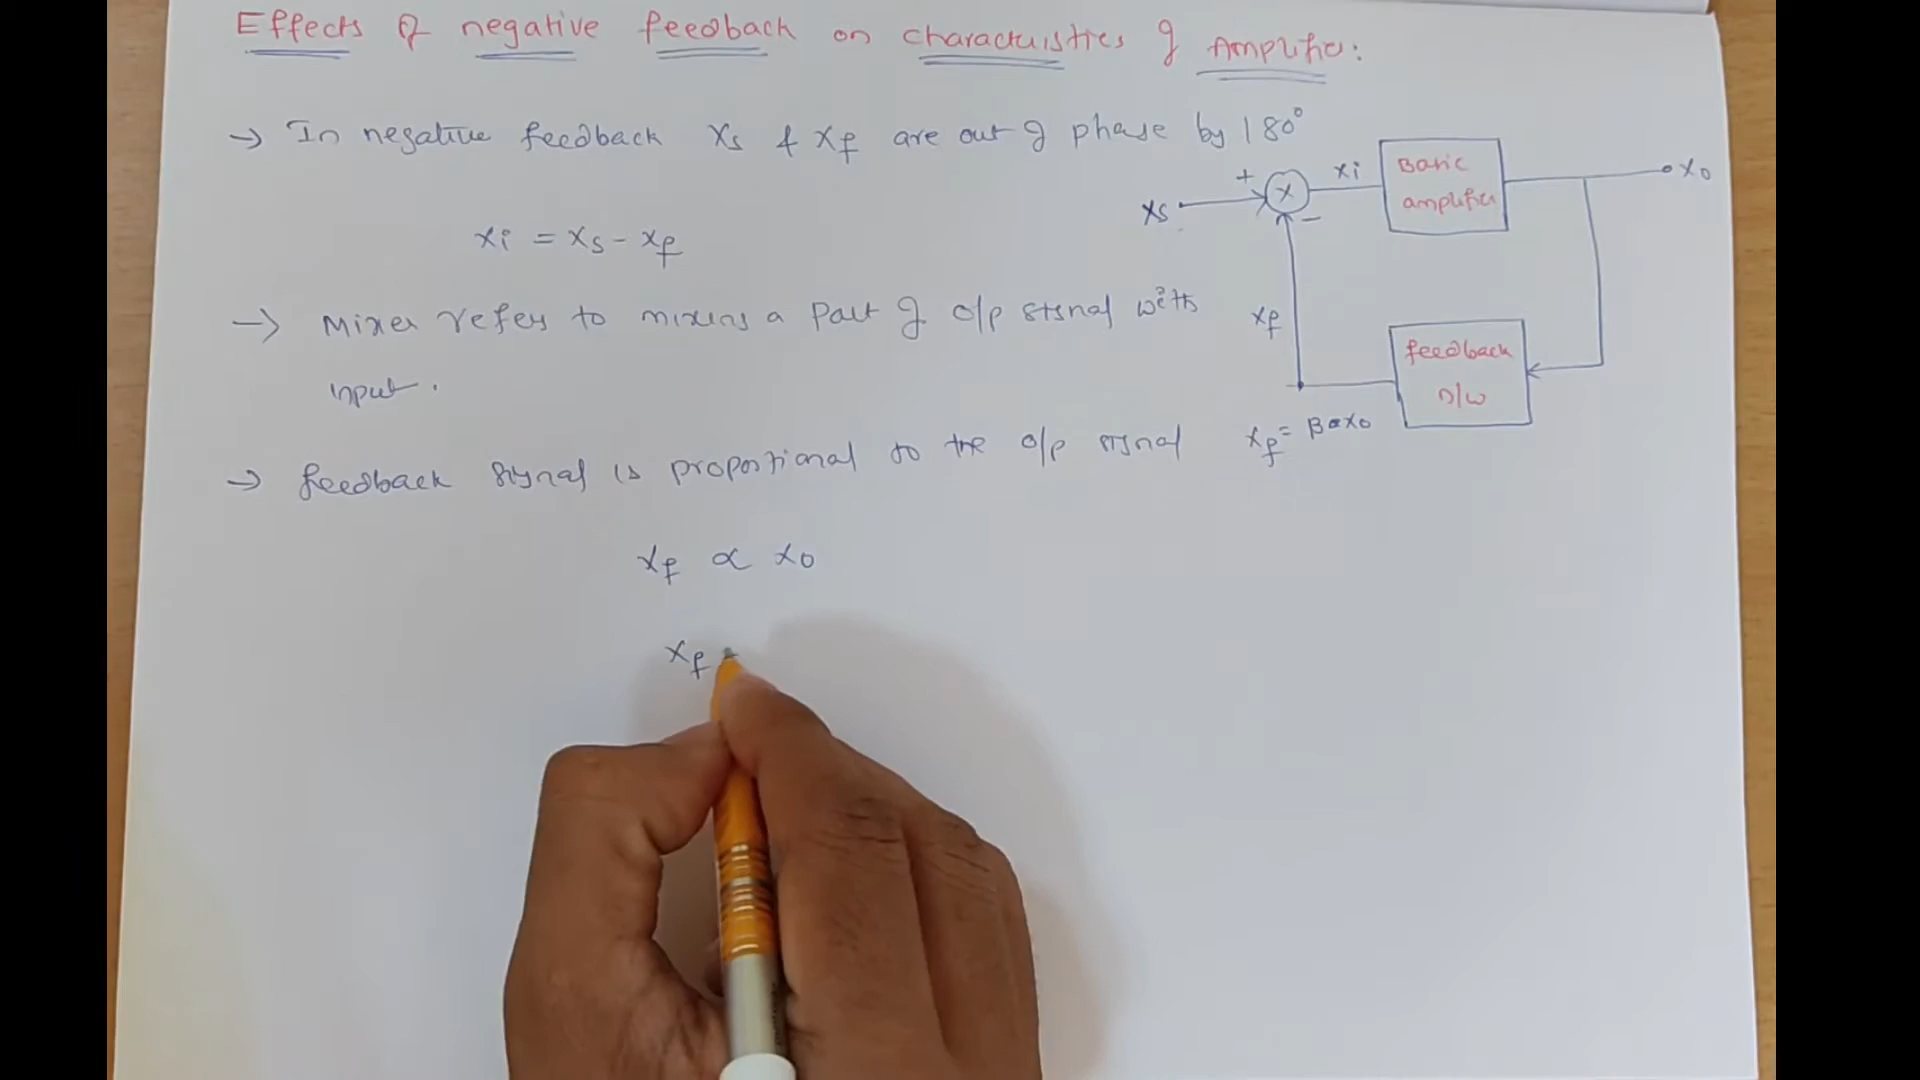 Effects of negative feedback on characteristics of Amplifier:
→ In negative feedback Xs & Xf are out of phase by 180°
xi = xs - xf
→ Mixer refers to mixing a part of o/p signal with
input.
→ feedback signal is proportional to the o/p signal
xf ∝ xo
xf
+
xi
Basic
amplifier
xo
xs
x
-
xf
feedback
n/w
xf = β xo